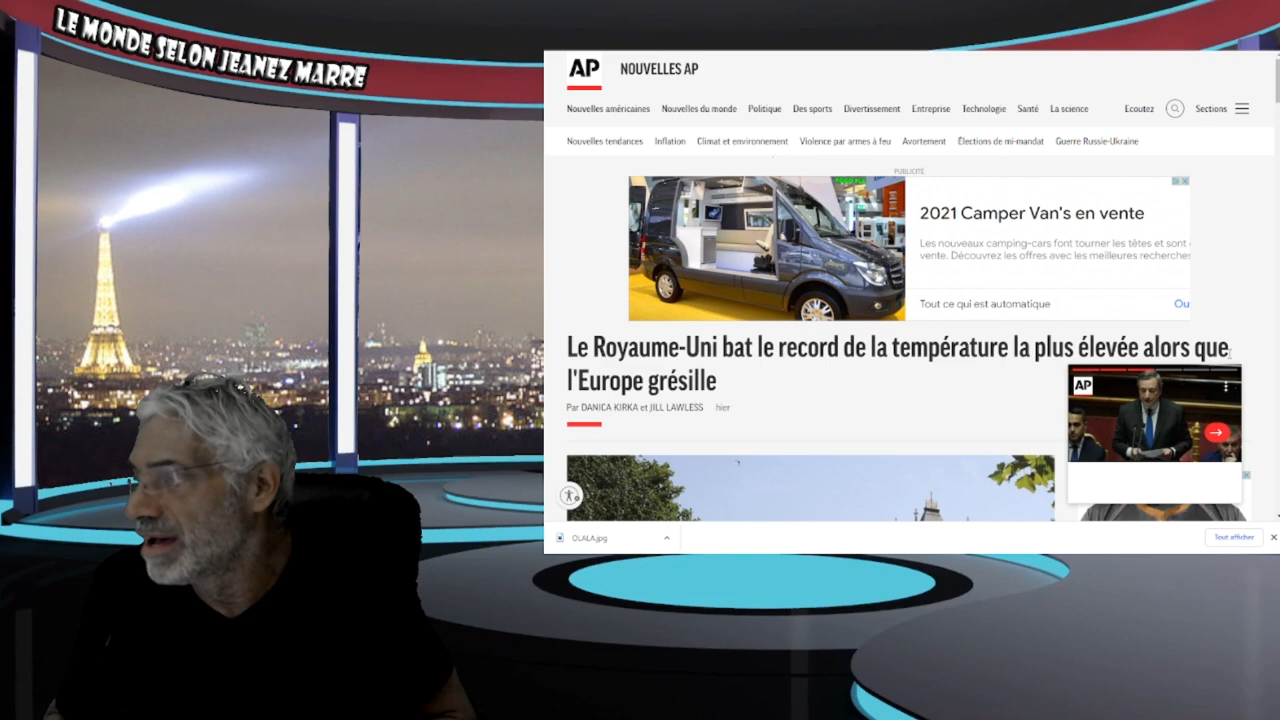 LE MONDE SELON JEANEZ MARRE
AP
NOUVELLES AP
Nouvelles américaines Nouvelles du monde Politique Des sports Divertissement Entreprise Technologie Santé La science Ecoutez Sections
Nouvelles tendances Inflation Climat et environnement Violence par armes à feu Avortement Élections de mi-mandat Guerre Russie-Ukraine
PUBLICITÉ
2021 Camper Van's en vente
Les nouveaux camping-cars font tourner les têtes et sont
vente. Découvrez les offres avec les meilleures recherches
Tout ce qui est automatique
Ou
Le Royaume-Uni bat le record de la température la plus élevée alors que
l'Europe grésille
Par DANICA KIRKA et JILL LAWLESS hier
AP
OLALA.jpg
Tout afficher